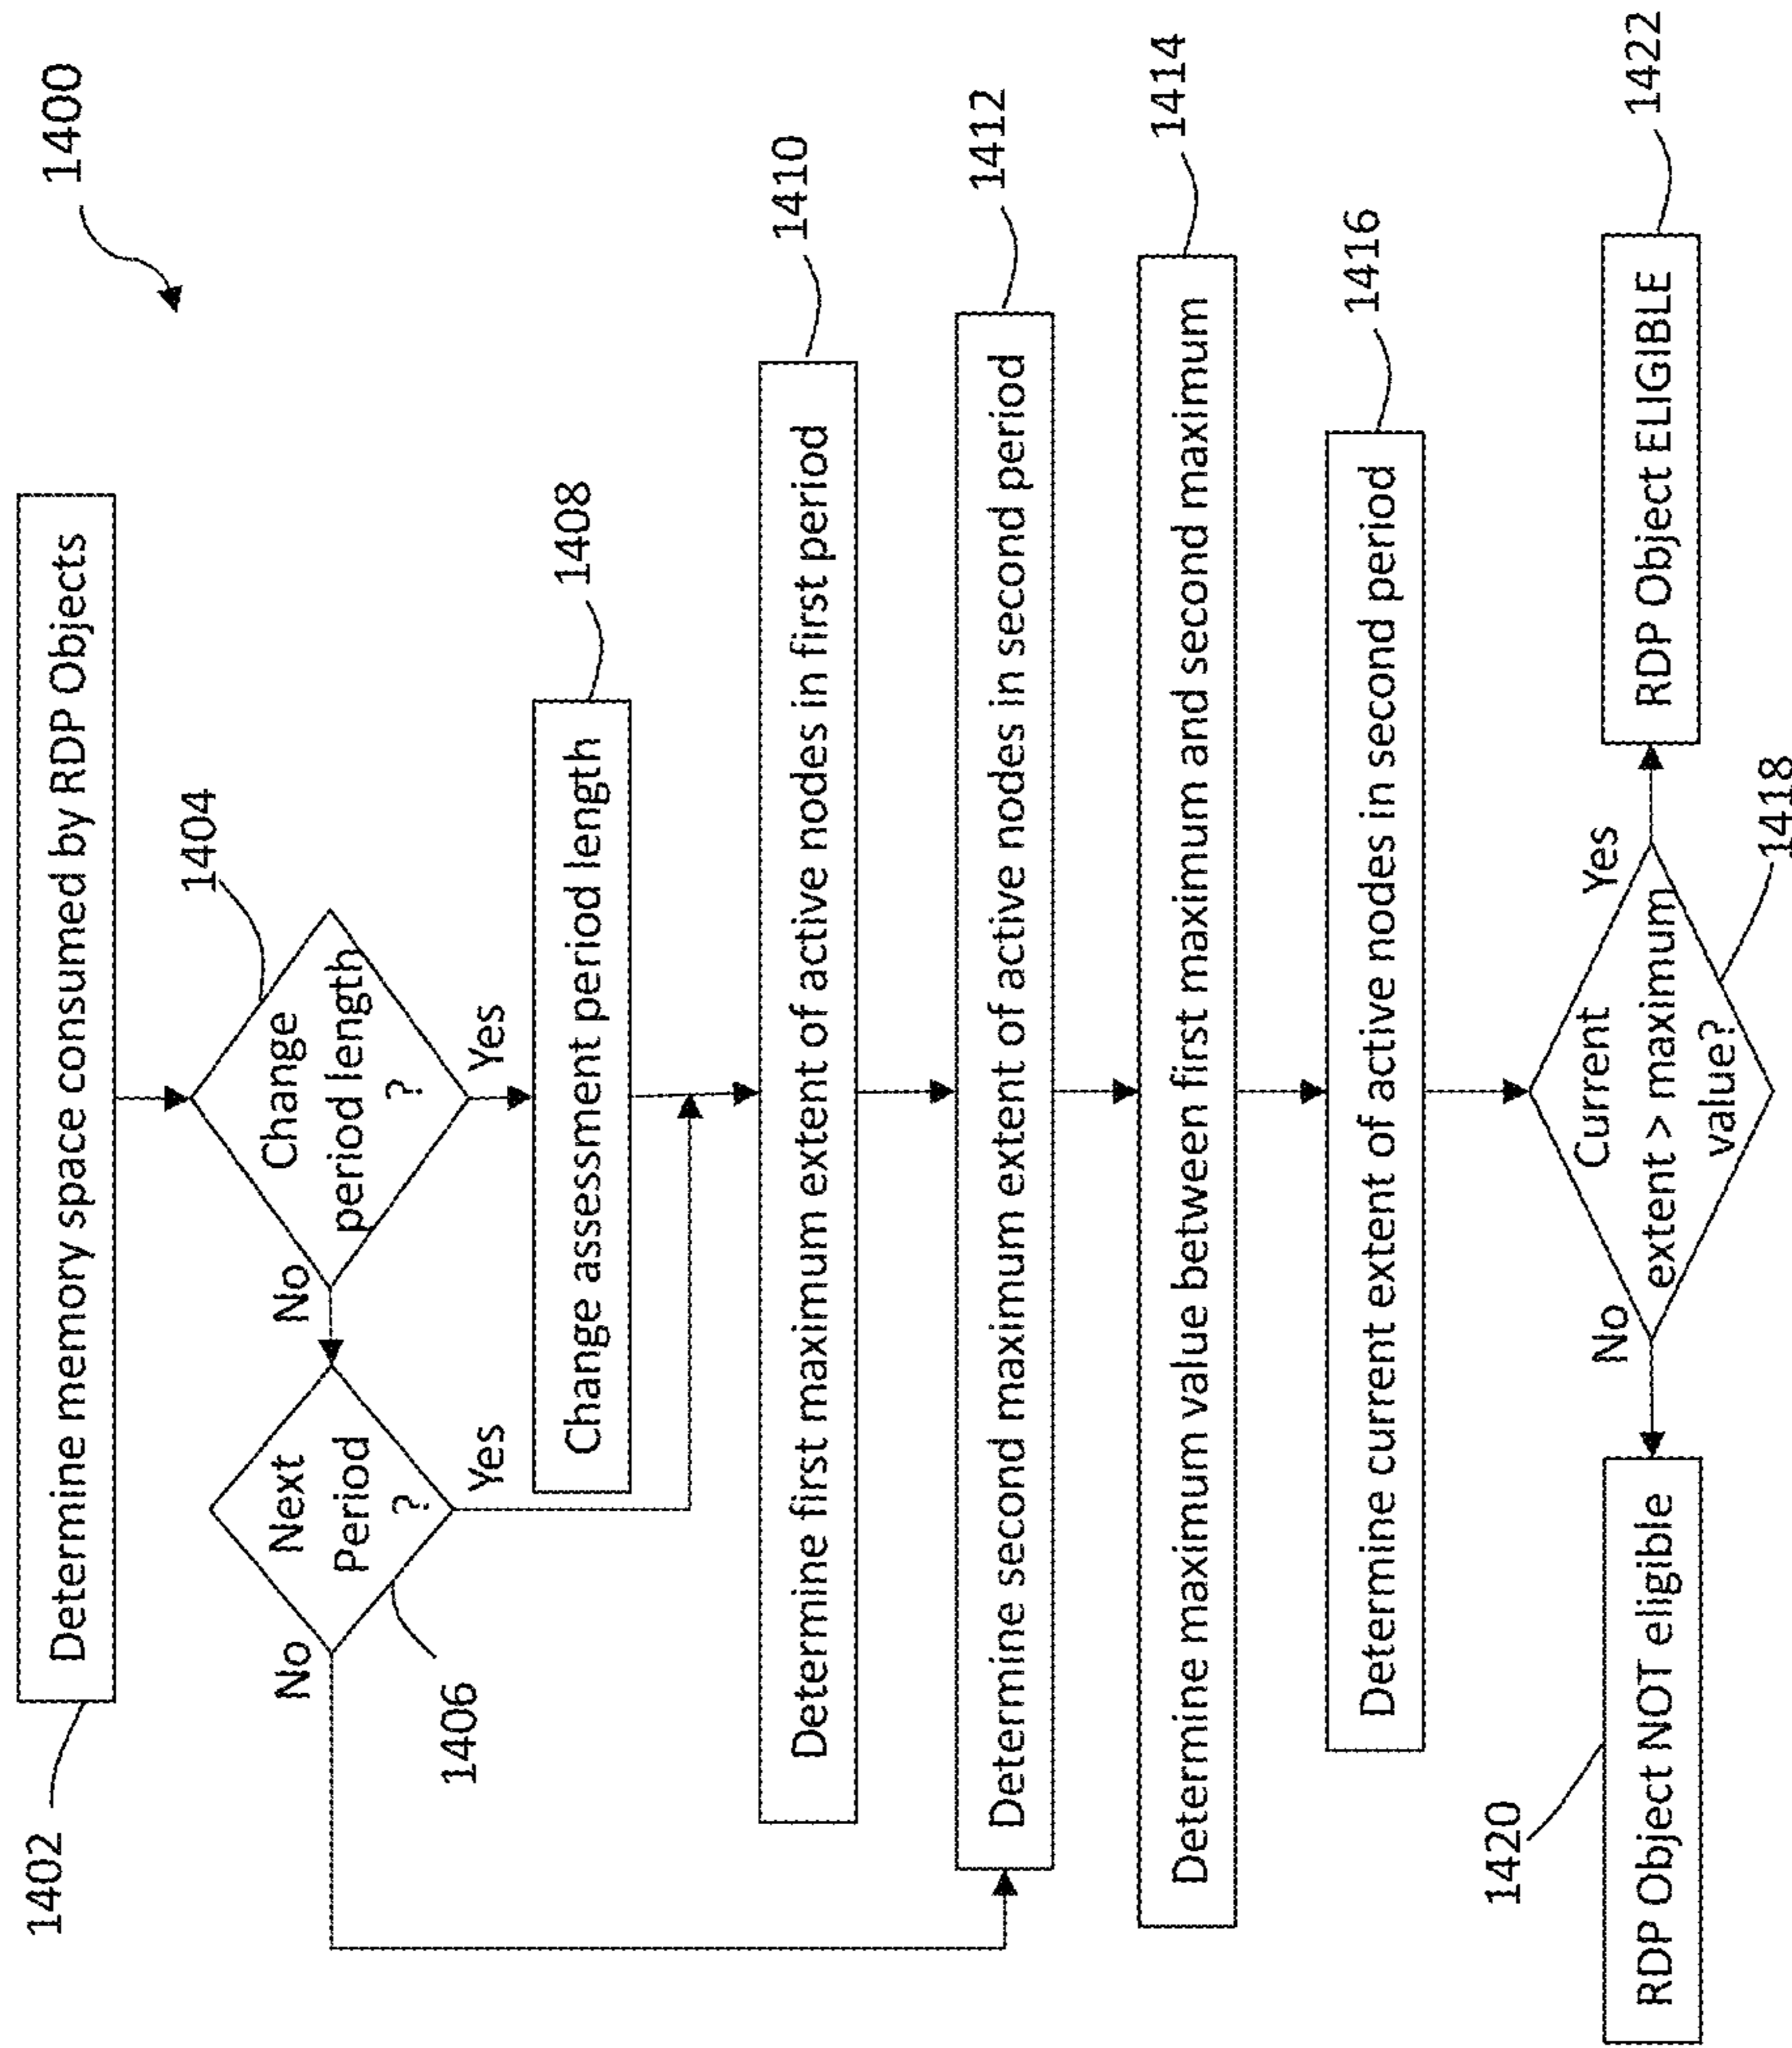 1400
1402
Determine memory space consumed by RDP Objects
1404
Change
period length
?
No
Yes
Next
Period
?
No
Yes
1406
1408
Change assessment period length
1410
Determine first maximum extent of active nodes in first period
1412
Determine second maximum extent of active nodes in second period
1414
Determine maximum value between first maximum and second maximum
1416
Determine current extent of active nodes in second period
Current
extent > maximum
value?
No
Yes
1418
1420
RDP Object NOT eligible
RDP Object ELIGIBLE
1422